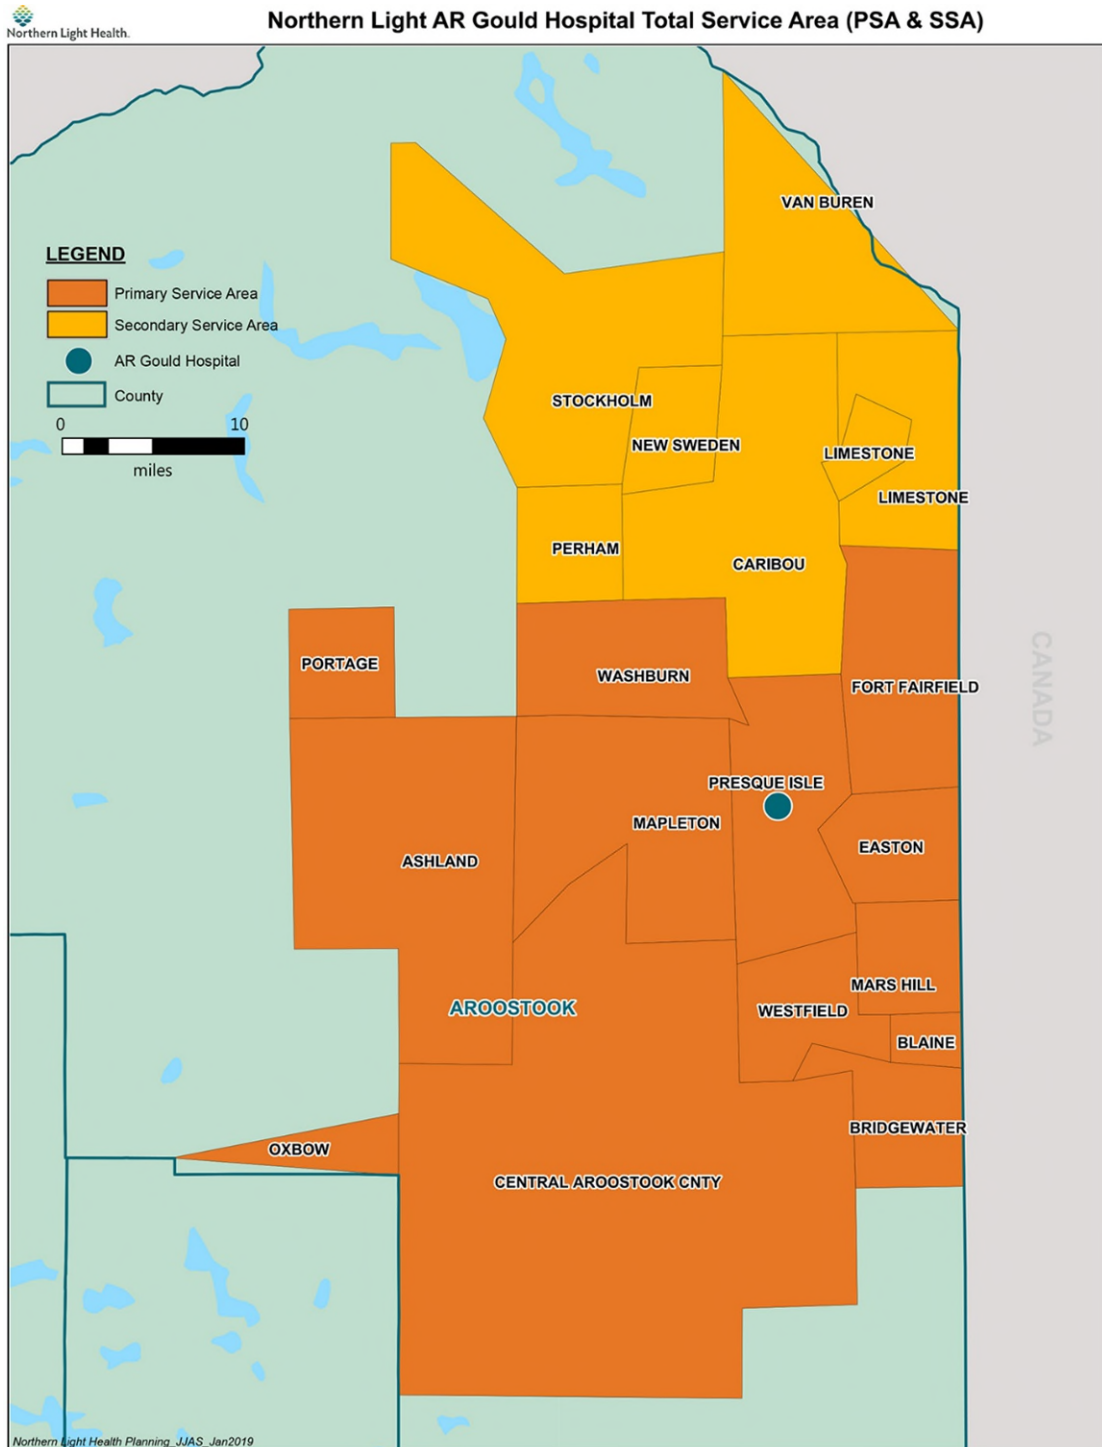 Northern Light Health.
Northern Light AR Gould Hospital Total Service Area (PSA & SSA)
VAN BUREN
LEGEND
Primary Service Area
Secondary Service Area
AR Gould Hospital
County
0 10
miles
STOCKHOLM
NEW SWEDEN
LIMESTONE
LIMESTONE
PERHAM
CARIBOU
PORTAGE
WASHBURN
FORT FAIRFIELD
CANADA
PRESQUE ISLE
MAPLETON
EASTON
ASHLAND
MARS HILL
AROOSTOOK
WESTFIELD
BLAINE
BRIDGEWATER
OXBOW
CENTRAL AROOSTOOK CNTY
Northern Light Health Planning_JJAS_Jan2019